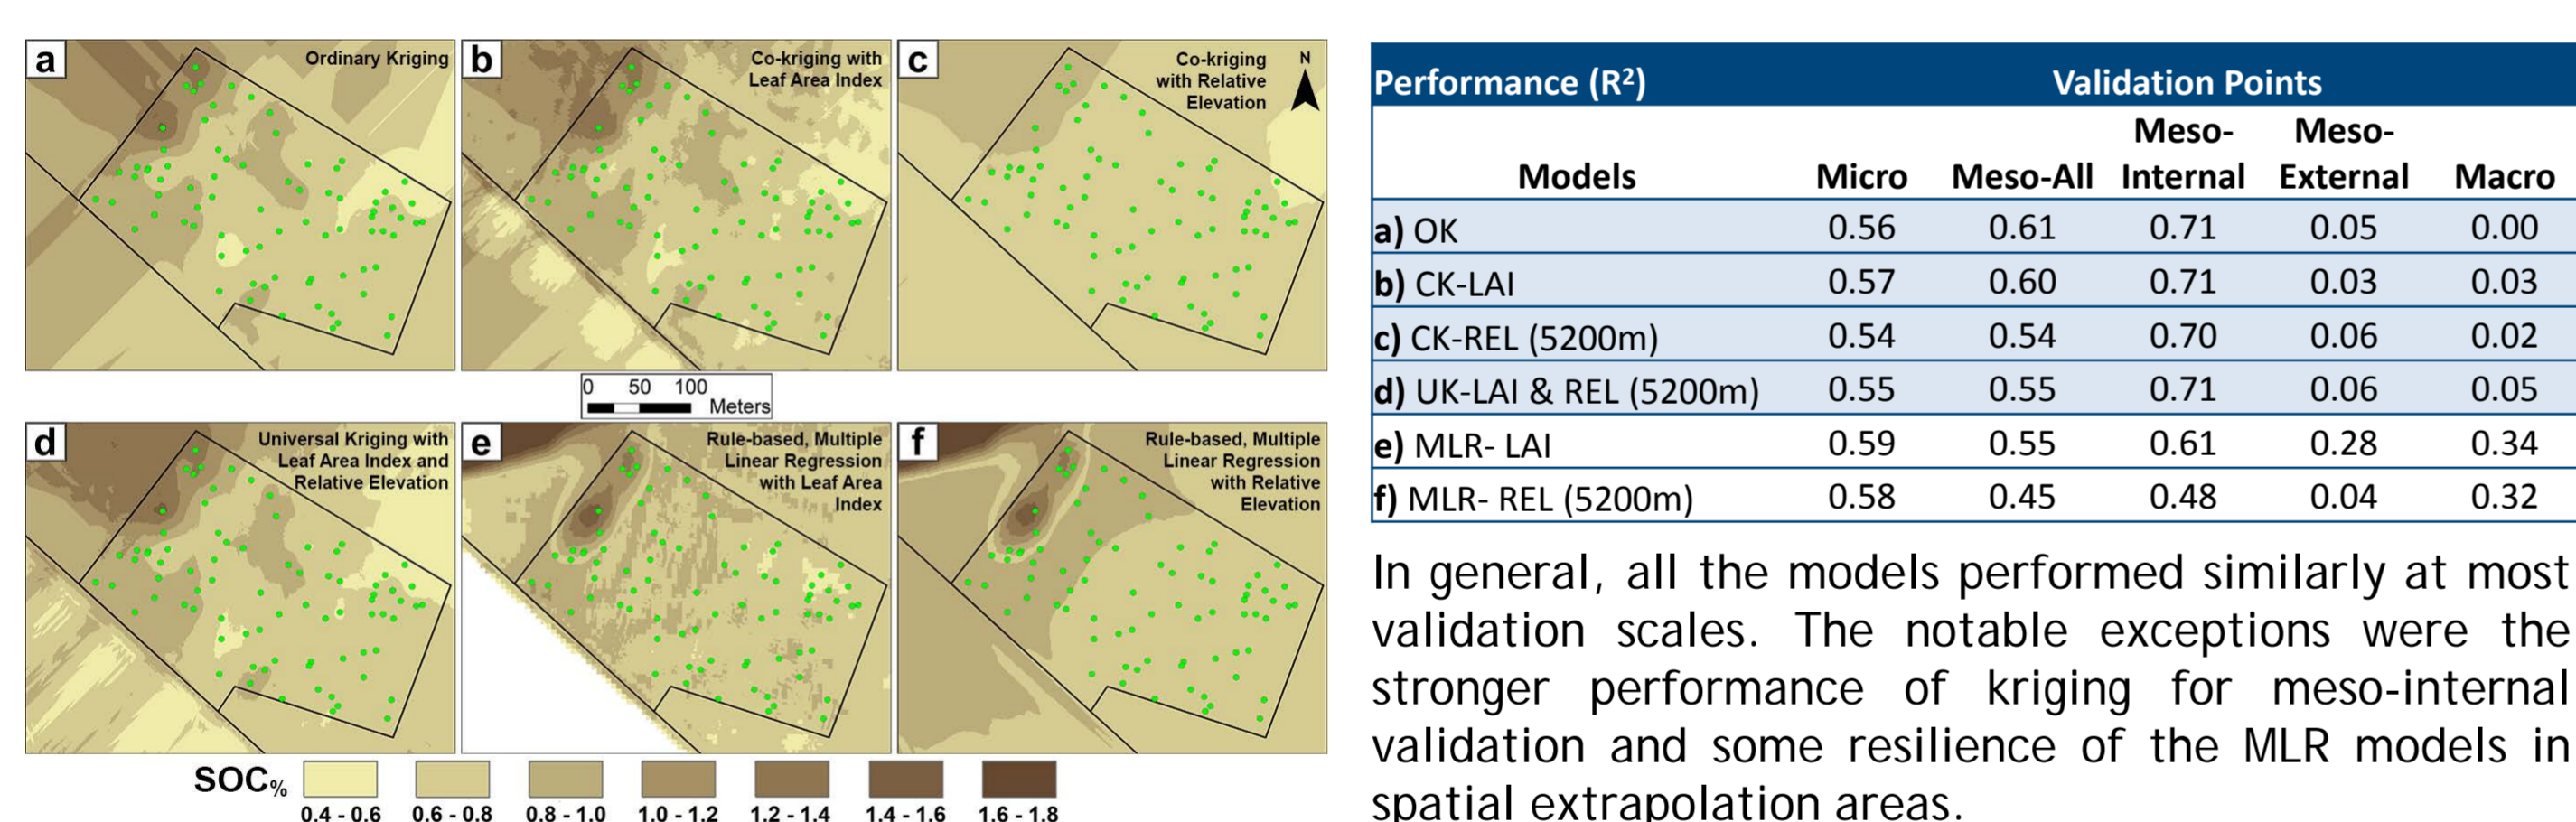 a
Ordinary Kriging
b
Co-kriging with
Leaf Area Index
c
Co-kriging
with Relative
Elevation
N
0 50 100
Meters
d
Universal Kriging with
Leaf Area Index and
Relative Elevation
e
Rule-based, Multiple
Linear Regression
with Leaf Area
Index
f
Rule-based, Multiple
Linear Regression
with Relative
Elevation
SOC%
0.4 - 0.6 0.6 - 0.8 0.8 - 1.0 1.0 - 1.2 1.2 - 1.4 1.4 - 1.6 1.6 - 1.8
Performance (R²) Validation Points
Meso- Meso-
Models Micro Meso-All Internal External Macro
a) OK 0.56 0.61 0.71 0.05 0.00
b) CK-LAI 0.57 0.60 0.71 0.03 0.03
c) CK-REL (5200m) 0.54 0.54 0.70 0.06 0.02
d) UK-LAI & REL (5200m) 0.55 0.55 0.71 0.06 0.05
e) MLR- LAI 0.59 0.55 0.61 0.28 0.34
f) MLR- REL (5200m) 0.58 0.45 0.48 0.04 0.32
In general, all the models performed similarly at most
validation scales. The notable exceptions were the
stronger performance of kriging for meso-internal
validation and some resilience of the MLR models in
spatial extrapolation areas.